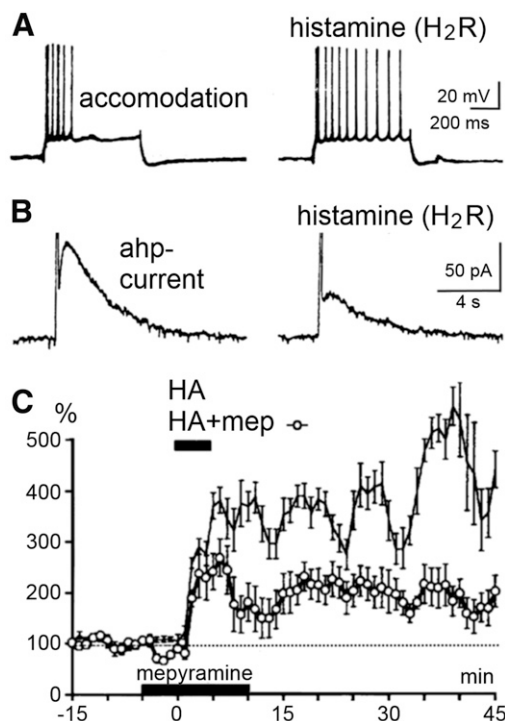 A
accomodation
histamine (H2R)
20 mV
200 ms
B
ahp-
current
histamine (H2R)
50 pA
4 s
C
%
HA
HA+mep
500
400
300
200
100
0
mepyramine
min
-15
0
15
30
45